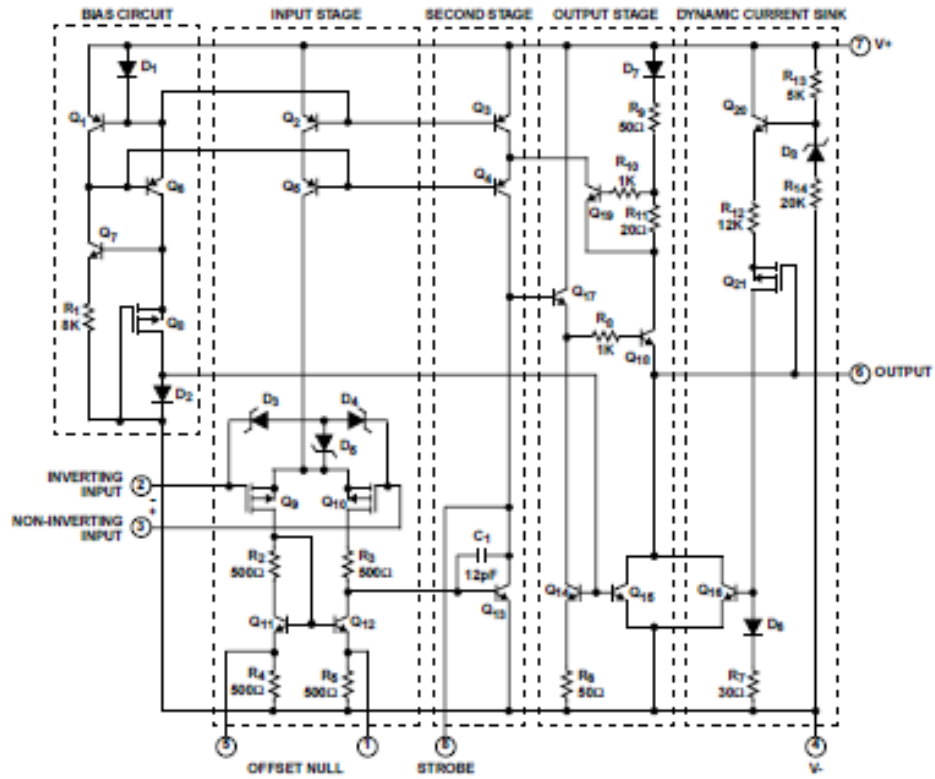 BIAS CIRCUIT
INPUT STAGE
SECOND STAGE
OUTPUT STAGE
DYNAMIC CURRENT SINK
7 V+
D1
D7
R13
5K
Q1
Q2
Q3
R9
50Ω
Q20
D8
Q6
Q5
Q4
R10
1K
Q19
R11
20Ω
R12
12K
R14
20K
Q7
Q21
Q17
R1
8K
Q8
R8
1K
Q18
6 OUTPUT
D2
D3
D4
D5
INVERTING
INPUT
2
-
+
NON-INVERTING
INPUT
3
Q9
Q10
C1
12pF
R2
500Ω
R3
500Ω
Q14
Q15
Q16
Q13
Q11
Q12
D6
R4
500Ω
R5
500Ω
R6
50Ω
R7
30Ω
5
1
8
4
OFFSET NULL
STROBE
V-